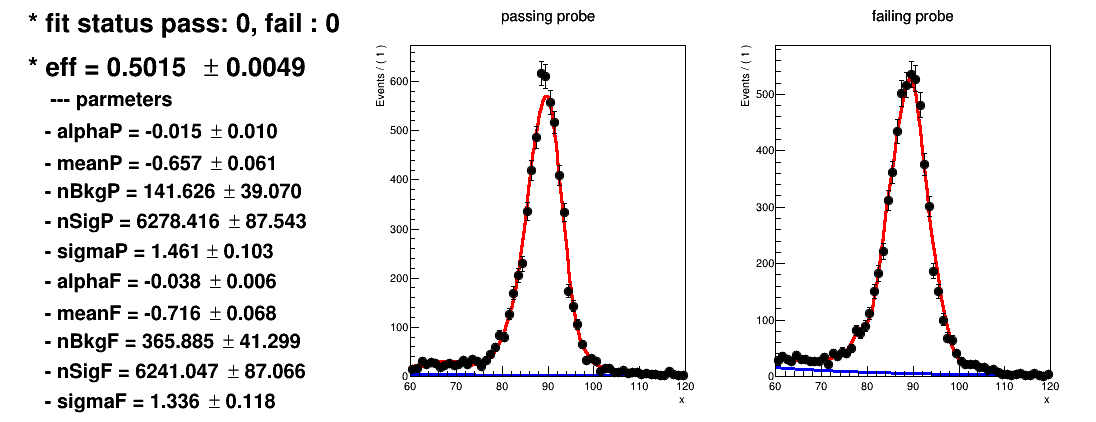 * fit status pass: 0, fail : 0
* eff = 0.5015 ± 0.0049
--- parmeters
- alphaP = -0.015 ± 0.010
- meanP = -0.657 ± 0.061
- nBkgP = 141.626 ± 39.070
- nSigP = 6278.416 ± 87.543
- sigmaP = 1.461 ± 0.103
- alphaF = -0.038 ± 0.006
- meanF = -0.716 ± 0.068
- nBkgF = 365.885 ± 41.299
- nSigF = 6241.047 ± 87.066
- sigmaF = 1.336 ± 0.118
passing probe
Events / ( 1 )
600
500
400
300
200
100
0
60 70 80 90 100 110 120
x
failing probe
Events / ( 1 )
500
400
300
200
100
0
60 70 80 90 100 110 120
x